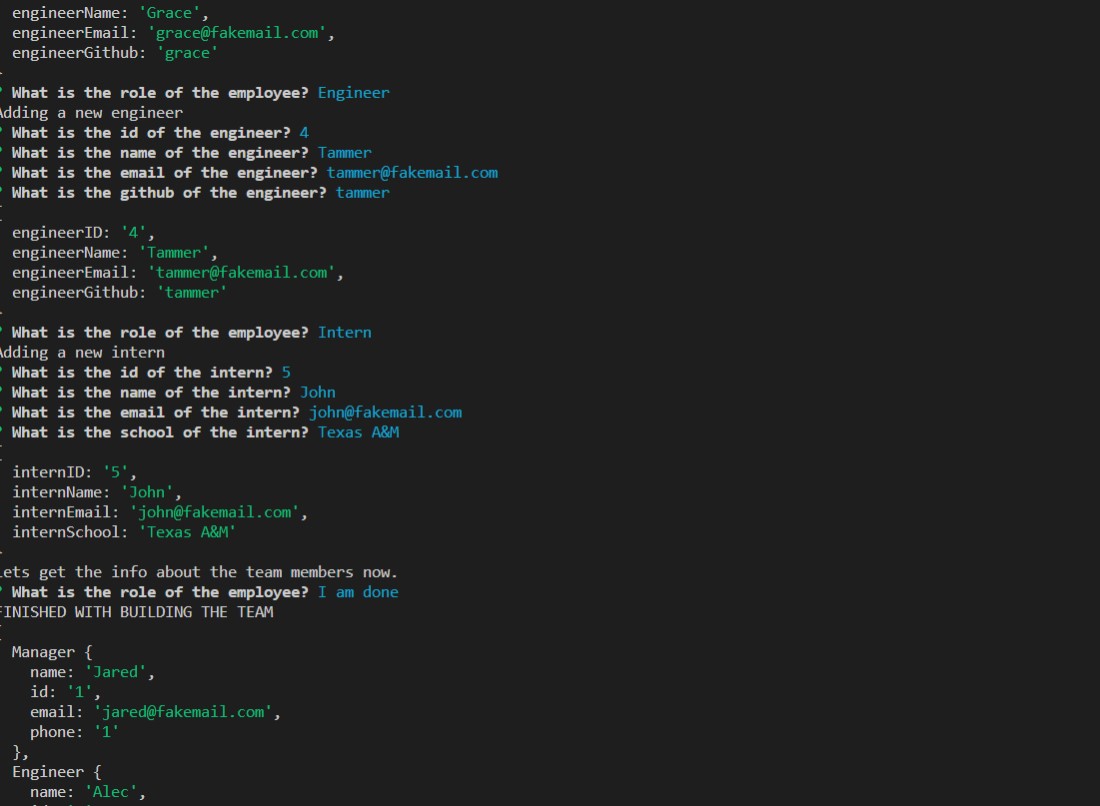 engineerName: 'Grace',
engineerEmail: 'grace@fakemail.com',
engineerGithub: 'grace'
What is the role of the employee? Engineer
Adding a new engineer
What is the id of the engineer? 4
What is the name of the engineer? Tammer
What is the email of the engineer? tammer@fakemail.com
What is the github of the engineer? tammer
engineerID: '4',
engineerName: 'Tammer',
engineerEmail: 'tammer@fakemail.com',
engineerGithub: 'tammer'
What is the role of the employee? Intern
Adding a new intern
What is the id of the intern? 5
What is the name of the intern? John
What is the email of the intern? john@fakemail.com
What is the school of the intern? Texas A&M
internID: '5',
internName: 'John',
internEmail: 'john@fakemail.com',
internSchool: 'Texas A&M'
Lets get the info about the team members now.
What is the role of the employee? I am done
FINISHED WITH BUILDING THE TEAM
Manager {
name: 'Jared',
id: '1',
email: 'jared@fakemail.com',
phone: '1'
},
Engineer {
name: 'Alec',